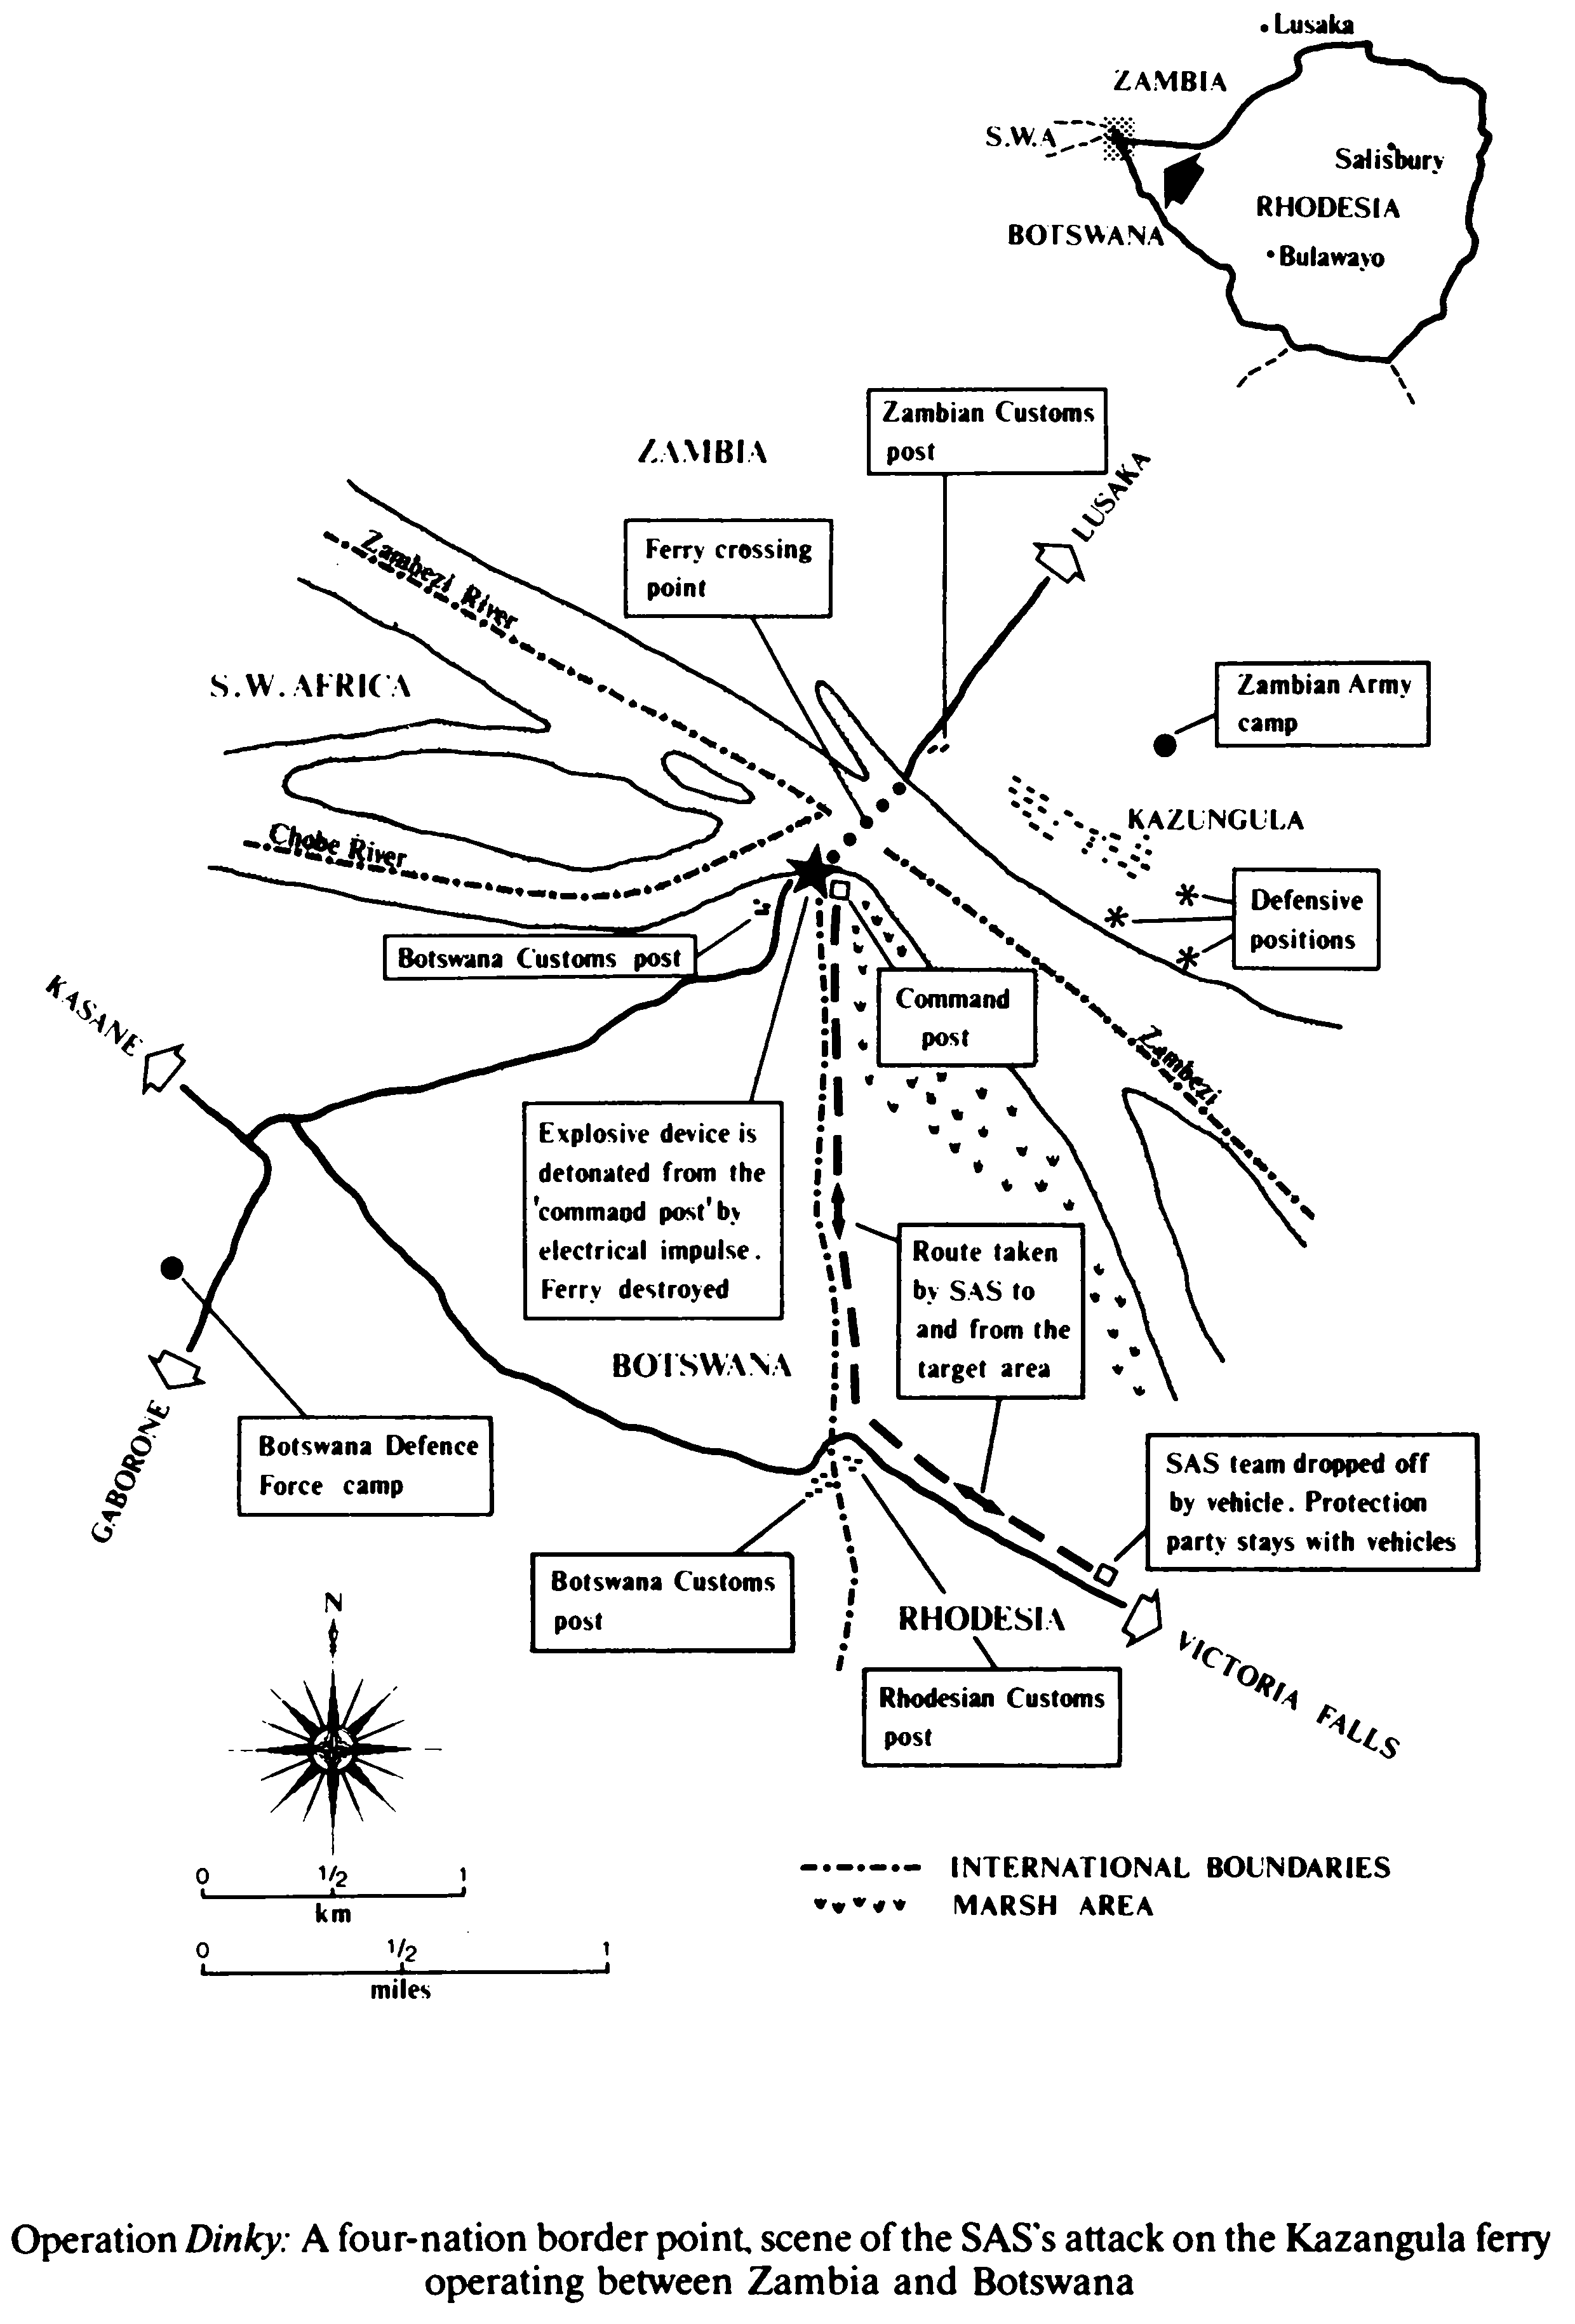 Lusaka
ZAMBIA
S.W.A
Salisbury
RHODESIA
BOTSWANA
Bulawayo
Zambian Customs
post
ZAMBIA
LUSAKA
Ferry crossing
point
Zambezi River
S.W. AFRICA
Zambian Army
camp
KAZUNGULA
Chobe River
Defensive
positions
Botswana Customs post
Command
post
KASANE
Zambezi
Explosive device is
detonated from the
'command post' by
electrical impulse.
Ferry destroyed
Route taken
by SAS to
and from the
target area
BOTSWANA
GABORONE
Botswana Defence
Force camp
SAS team dropped off
by vehicle. Protection
party stays with vehicles
Botswana Customs
post
RHODESIA
VICTORIA FALLS
Rhodesian Customs
post
N
0 1/2 1
km
0 1/2 1
miles
INTERNATIONAL BOUNDARIES
MARSH AREA
Operation Dinky: A four-nation border point, scene of the SAS's attack on the Kazangula ferry
operating between Zambia and Botswana